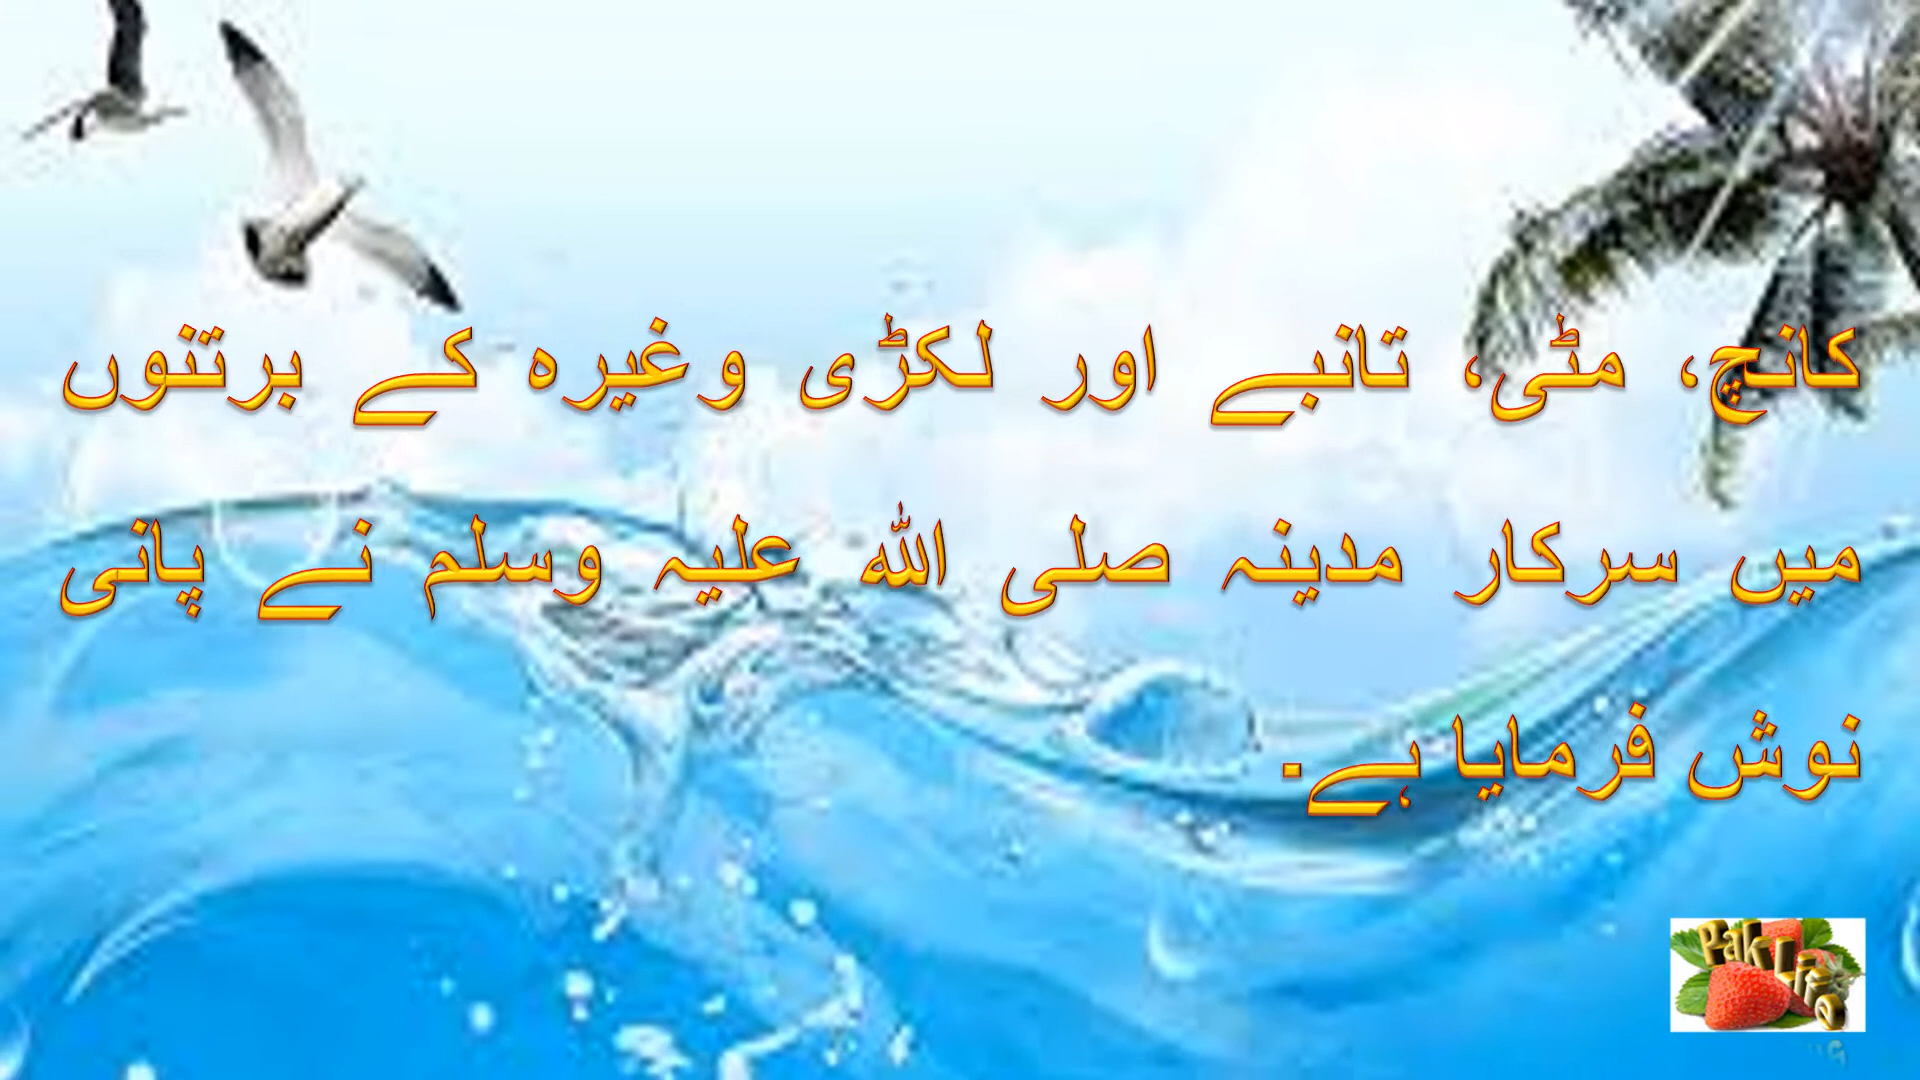 کانچ، مٹی، تانبے اور لکڑی وغیرہ کے برتنوں
میں سرکار مدینہ صلی اللہ علیہ وسلم نے پانی
نوش فرمایا ہے.
Pak Life